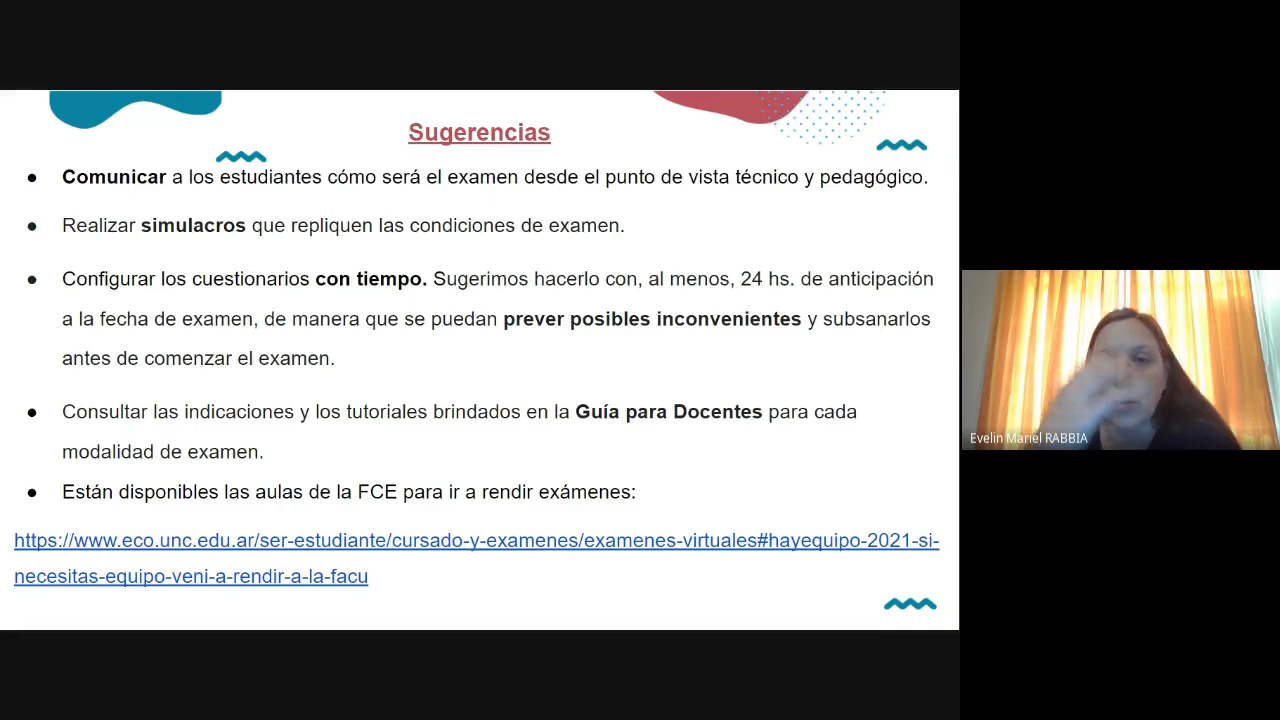 Sugerencias
● Comunicar a los estudiantes cómo será el examen desde el punto de vista técnico y pedagógico.
● Realizar simulacros que repliquen las condiciones de examen.
● Configurar los cuestionarios con tiempo. Sugerimos hacerlo con, al menos, 24 hs. de anticipación
a la fecha de examen, de manera que se puedan prever posibles inconvenientes y subsanarlos
antes de comenzar el examen.
● Consultar las indicaciones y los tutoriales brindados en la Guía para Docentes para cada
modalidad de examen.
● Están disponibles las aulas de la FCE para ir a rendir exámenes:
https://www.eco.unc.edu.ar/ser-estudiante/cursado-y-examenes/examenes-virtuales#hayequipo-2021-si-
necesitas-equipo-veni-a-rendir-a-la-facu
Evelin Mariel RABBIA